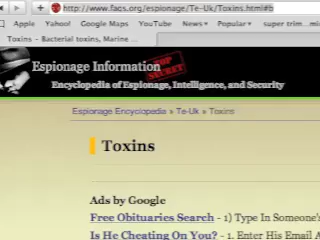 http://www.faqs.org/espionage/Te-Uk/Toxins.html#b
Apple Yahoo! Google Maps YouTube News Popular super trim...
Toxins - Bacterial toxins, Marine ...
Espionage Information
TOP SECRET
Encyclopedia of Espionage, Intelligence, and Security
Espionage Encyclopedia » Te-Uk » Toxins
Toxins
Ads by Google
Free Obituaries Search - 1) Type In Someone's
Is He Cheating On You? - 1. Enter His Email A